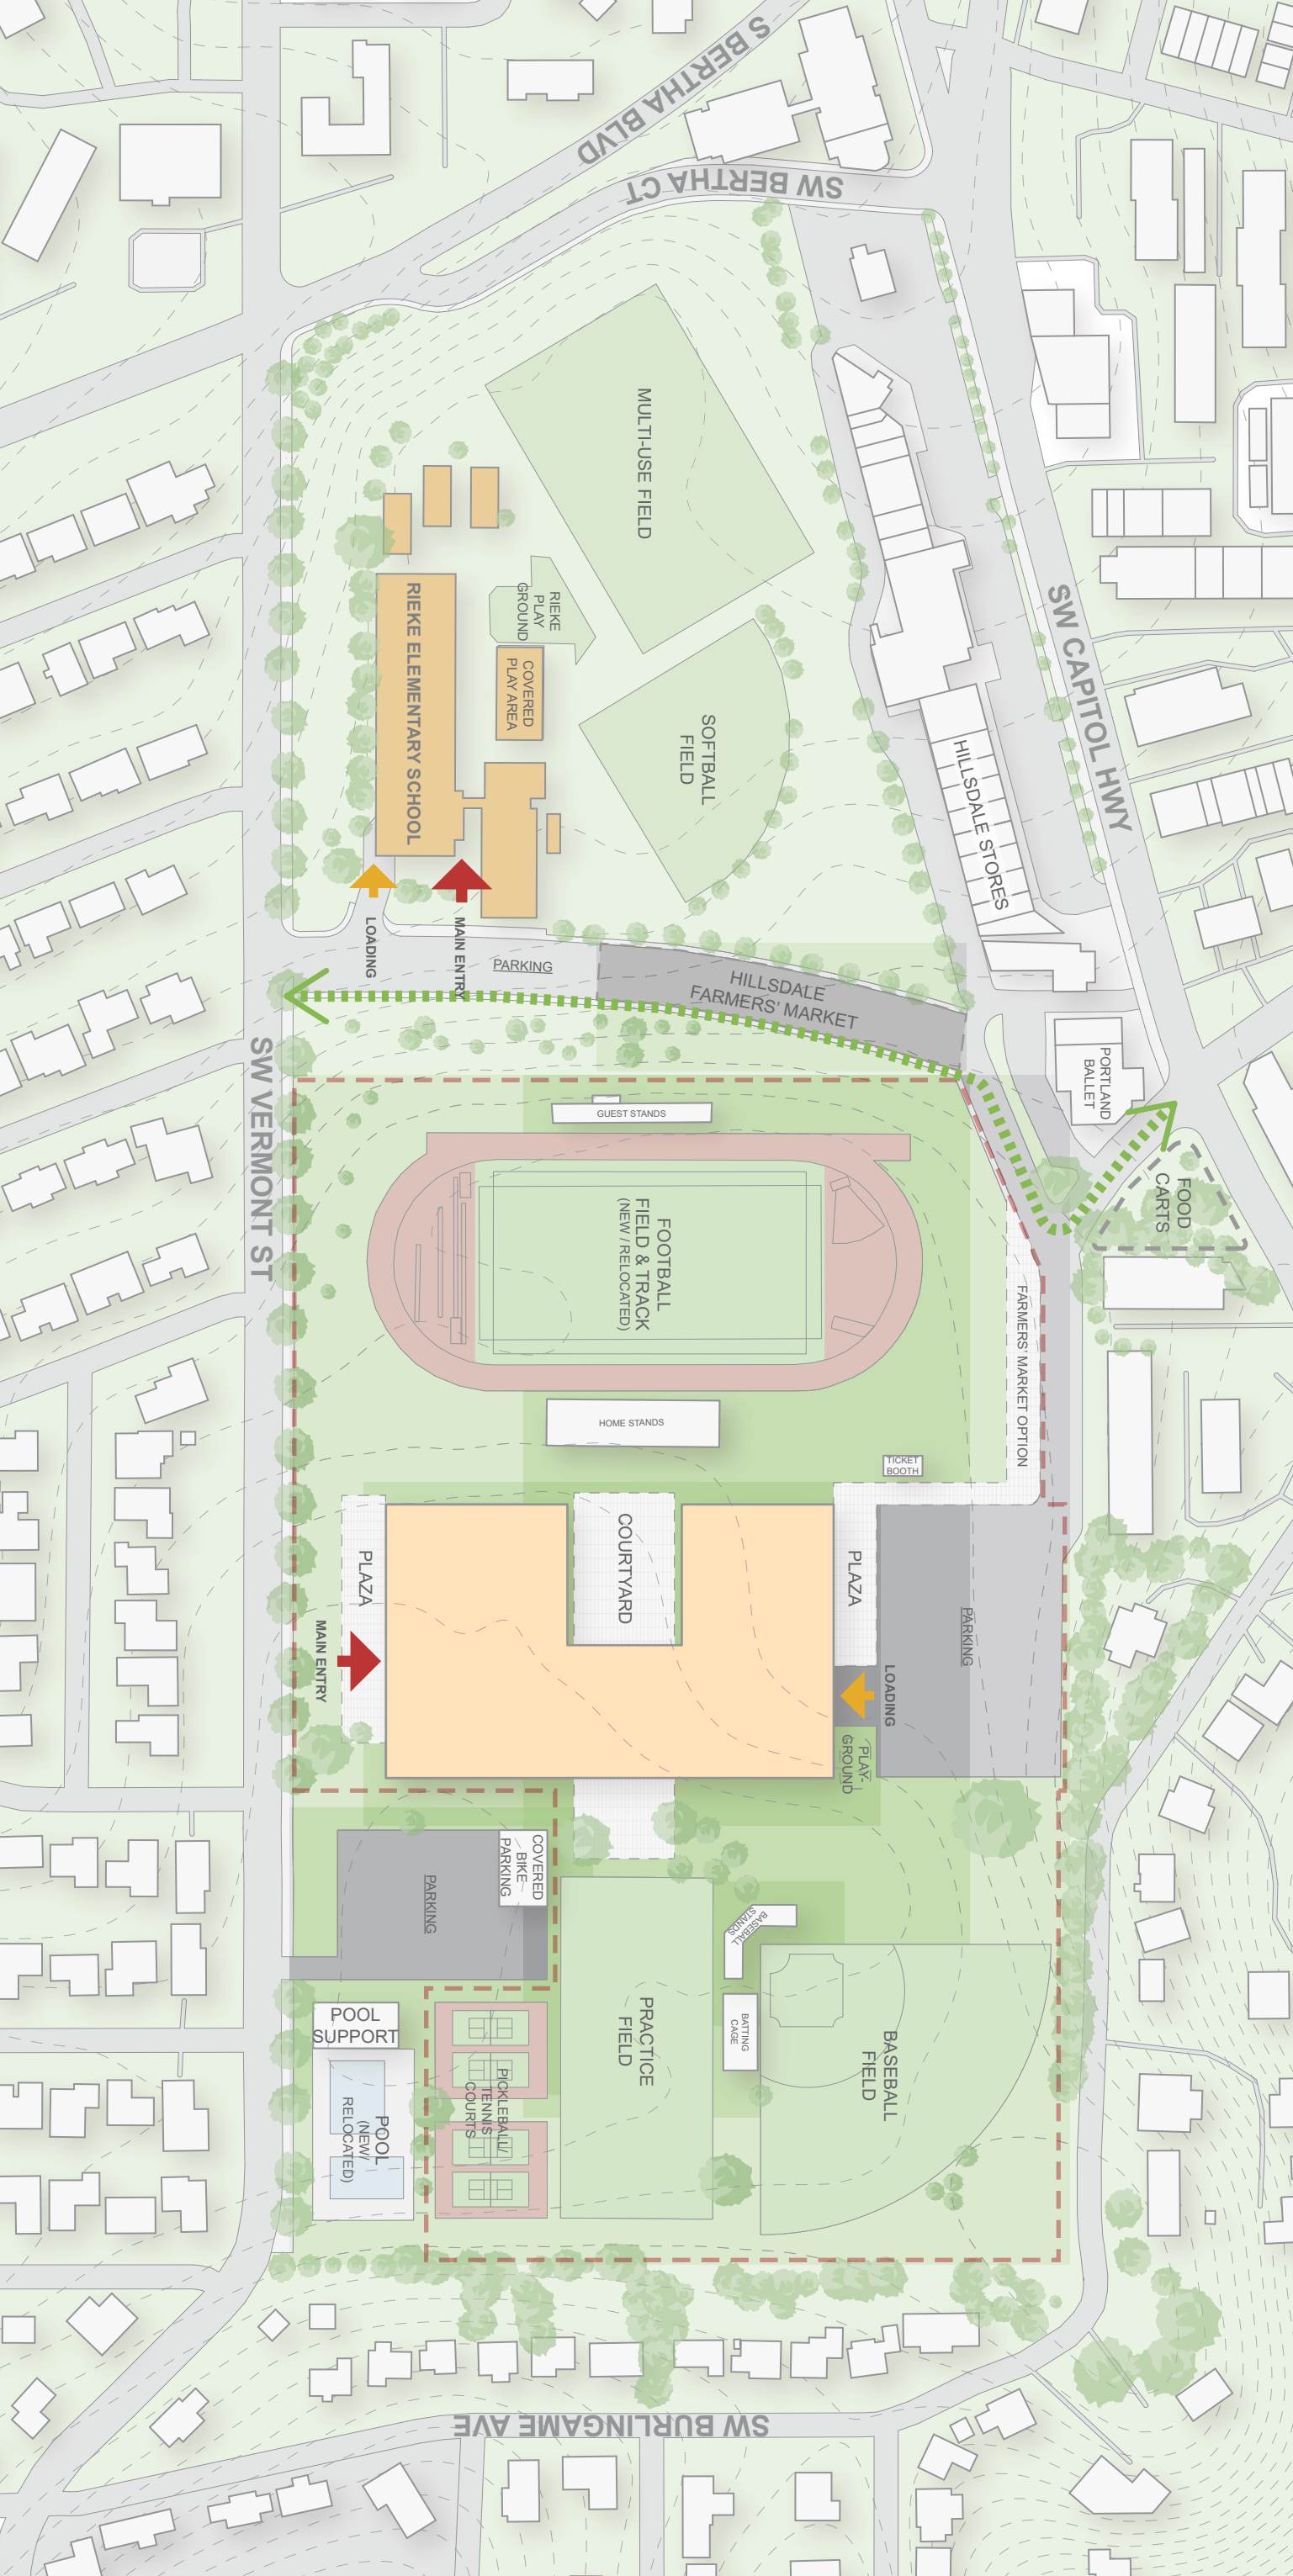 S BERTHA BLVD
SW BERTHA CT
MULTI-USE FIELD
RIEKE
PLAY
GROUND
RIEKE ELEMENTARY SCHOOL
COVERED
PLAY AREA
SOFTBALL
FIELD
SW CAPITOL HWY
HILLSDALE STORES
LOADING
MAIN ENTRY
PARKING
HILLSDALE
FARMERS' MARKET
PORTLAND
BALLET
FOOD
CARTS
SW VERMONT ST
GUEST STANDS
FOOTBALL
FIELD & TRACK
(NEW / RELOCATED)
FARMERS' MARKET OPTION
HOME STANDS
TICKET
BOOTH
PLAZA
COURTYARD
PLAZA
PARKING
MAIN ENTRY
LOADING
PLAY-
GROUND
COVERED
BIKE
PARKING
PARKING
BASEBALL
STANDS
BATTING
CAGE
PRACTICE
FIELD
BASEBALL
FIELD
POOL
SUPPORT
POOL
(NEW/
RELOCATED)
PICKLEBALL/
TENNIS
COURTS
SW BURLINGAME AVE